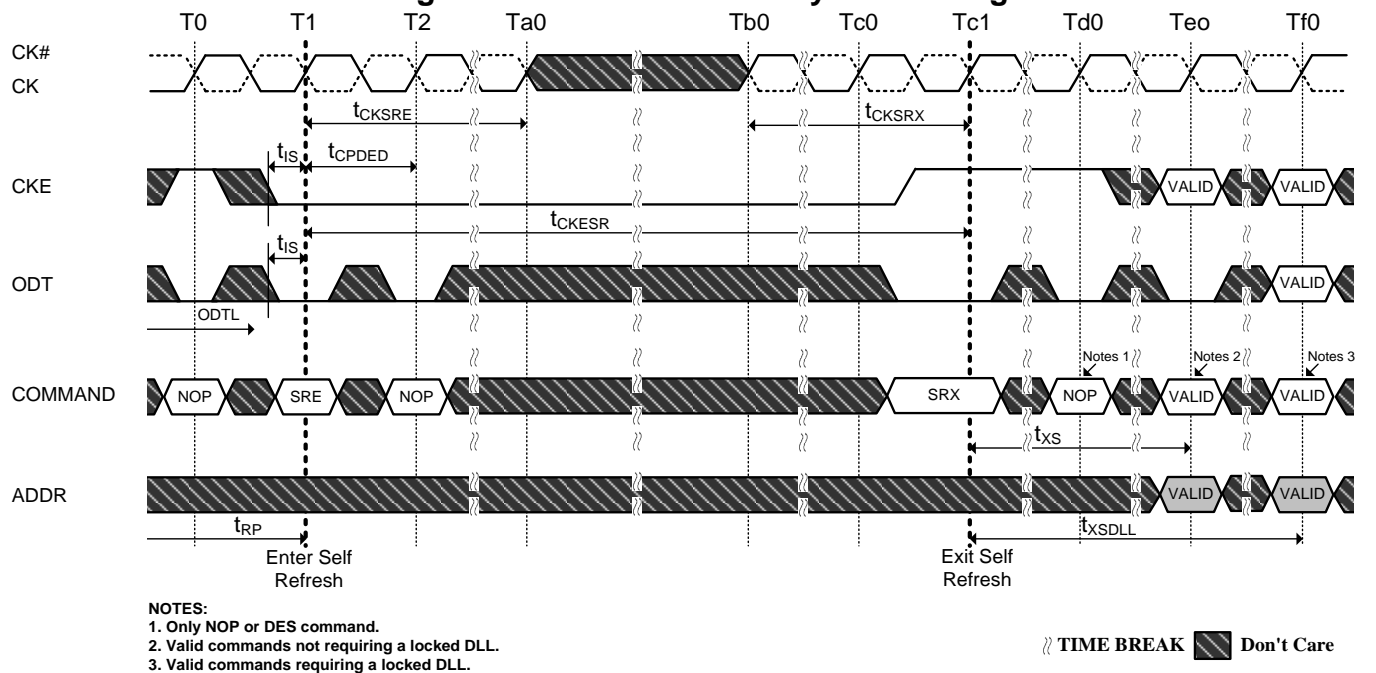 T0 T1 T2 Ta0 Tb0 Tc0 Tc1 Td0 Teo Tf0
CK#
CK
tCKSRE tCKSRX
tIS tCPDED
CKE VALID VALID
tCKESR
tIS
ODT VALID
ODTL
Notes 1 Notes 2 Notes 3
COMMAND NOP SRE NOP SRX NOP VALID VALID
tXS
ADDR VALID VALID
tRP tXSDLL
Enter Self
Refresh
Exit Self
Refresh
NOTES:
1. Only NOP or DES command.
2. Valid commands not requiring a locked DLL.
3. Valid commands requiring a locked DLL.
TIME BREAK Don't Care